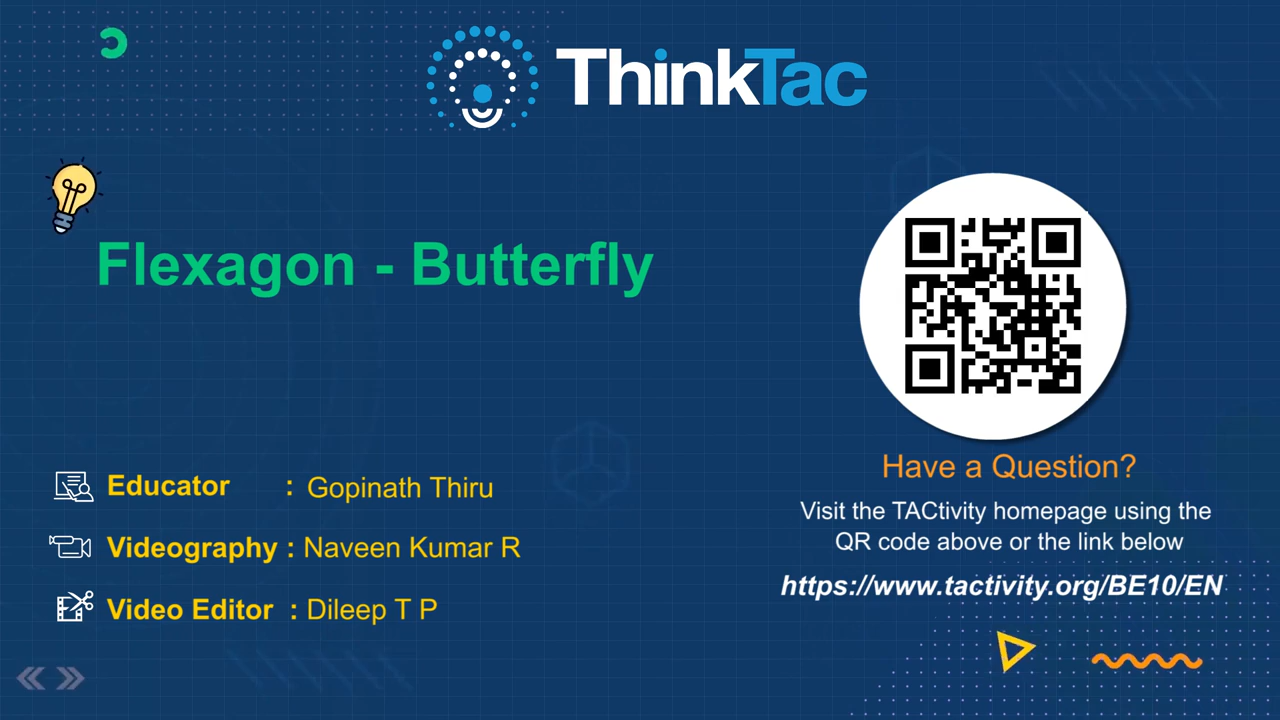 ThinkTac
Flexagon - Butterfly
Educator : Gopinath Thiru
Videography : Naveen Kumar R
Video Editor : Dileep T P
Have a Question?
Visit the TACtivity homepage using the
QR code above or the link below
https://www.tactivity.org/BE10/EN